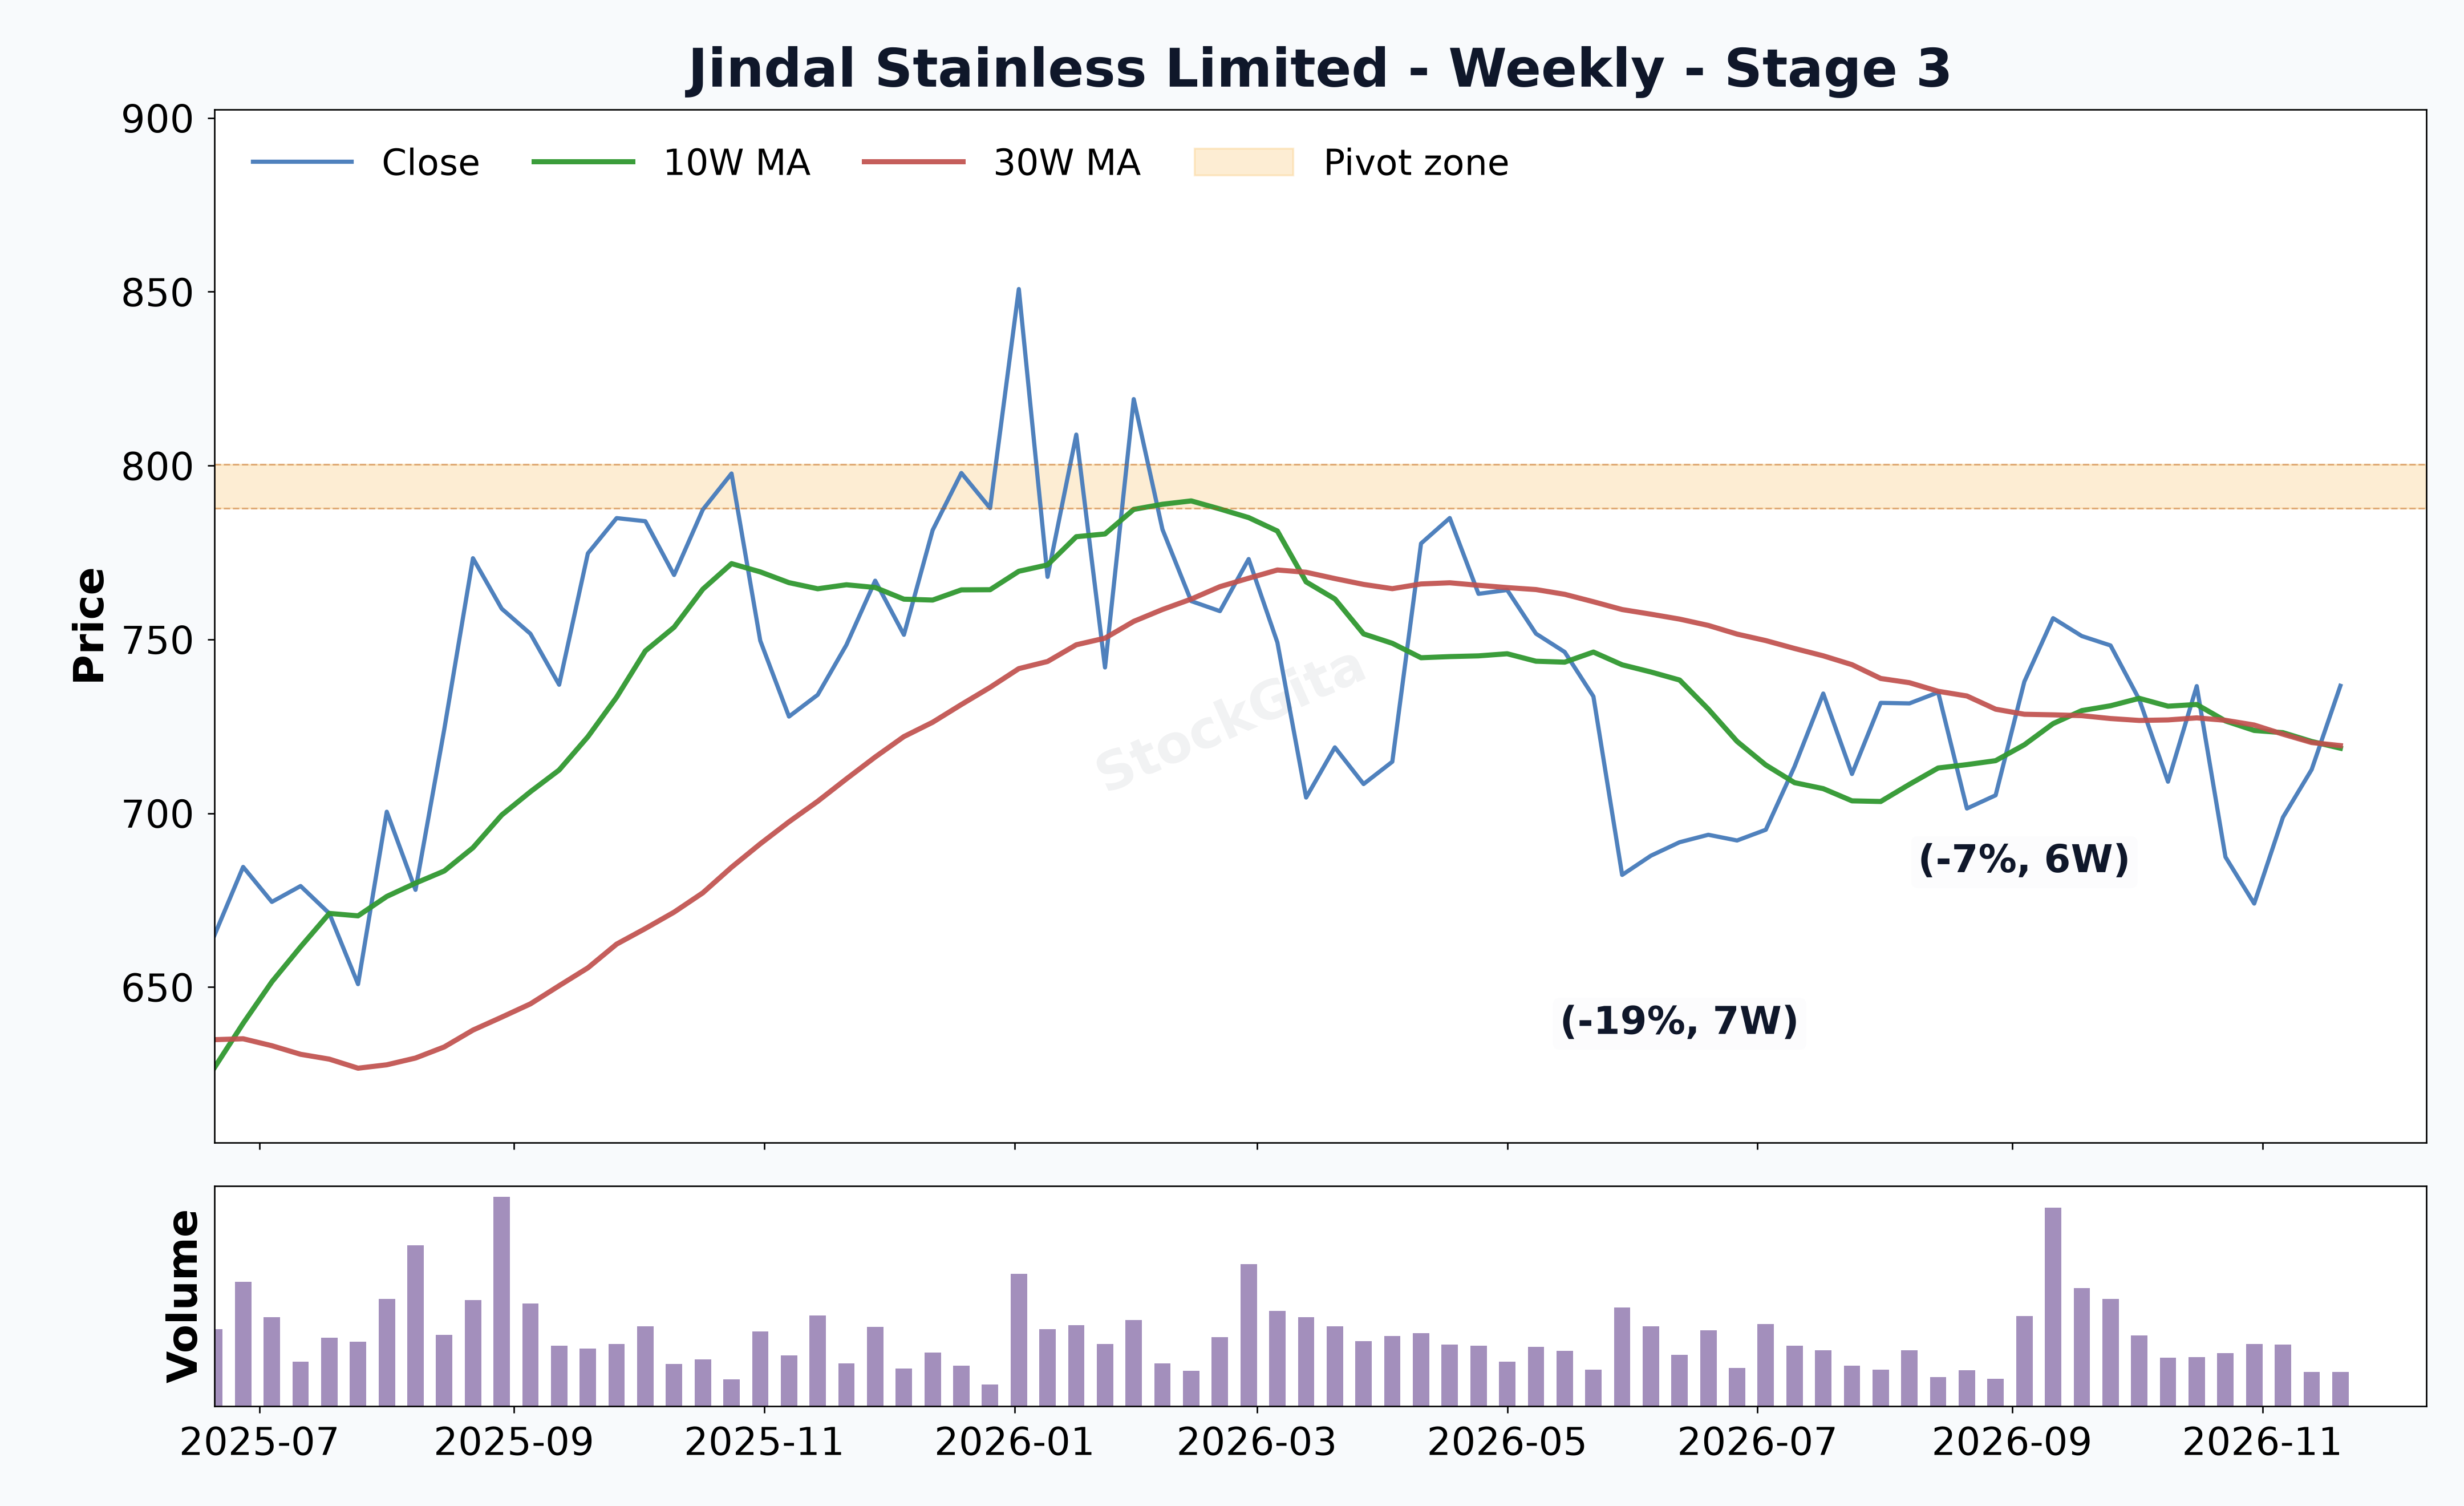 Jindal Stainless Limited - Weekly - Stage 3
Close 10W MA 30W MA Pivot zone
900
850
800
750
700
650
Price
StockGita
(-7%, 6W)
(-19%, 7W)
Volume
2025-07 2025-09 2025-11 2026-01 2026-03 2026-05 2026-07 2026-09 2026-11